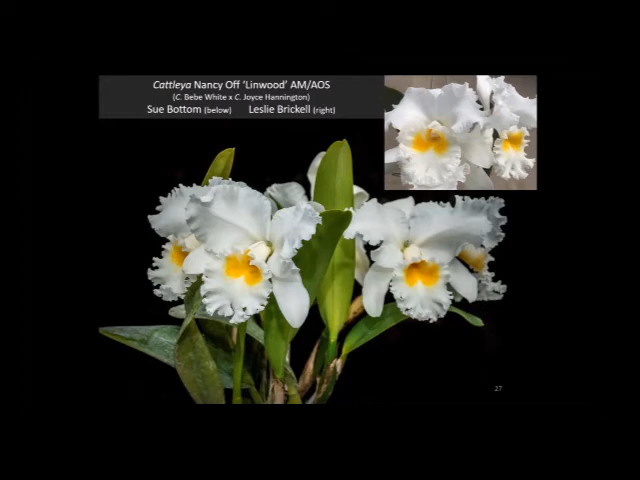 Cattleya Nancy Off 'Linwood' AM/AOS
(C. Bebe White x C. Joyce Hannington)
Sue Bottom (below) Leslie Brickell (right)
27